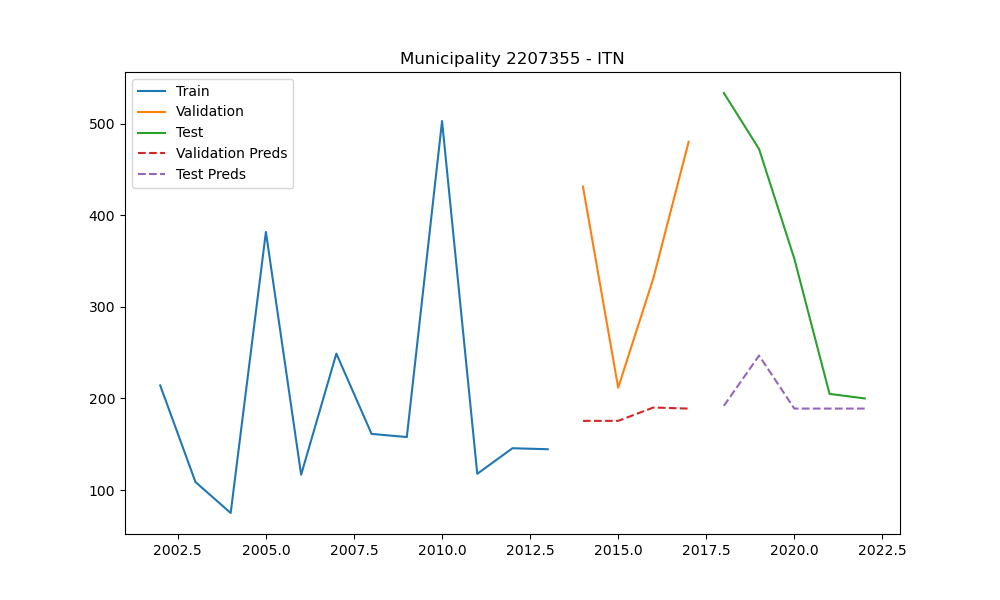 Municipality 2207355 - ITN
Train
Validation
Test
Validation Preds
Test Preds
500
400
300
200
100
2002.5 2005.0 2007.5 2010.0 2012.5 2015.0 2017.5 2020.0 2022.5